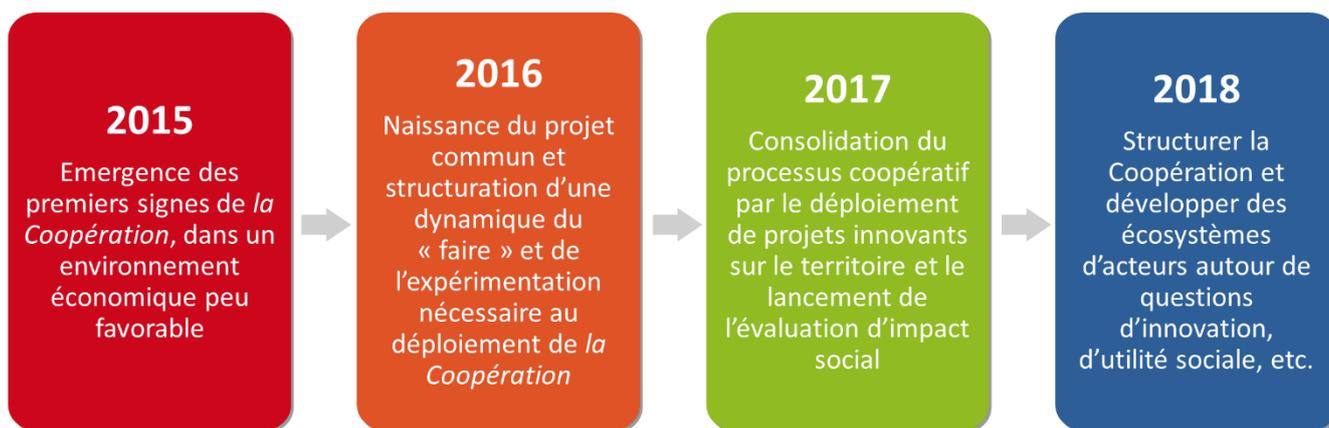 2015
Emergence des
premiers signes de la
Coopération, dans un
environnement
économique peu
favorable
2016
Naissance du projet
commun et
structuration d’une
dynamique du
« faire » et de
l’expérimentation
nécessaire au
déploiement de la
Coopération
2017
Consolidation du
processus coopératif
par le déploiement
de projets innovants
sur le territoire et le
lancement de
l’évaluation d’impact
social
2018
Structurer la
Coopération et
développer des
écosystèmes
d’acteurs autour de
questions
d’innovation,
d’utilité sociale, etc.